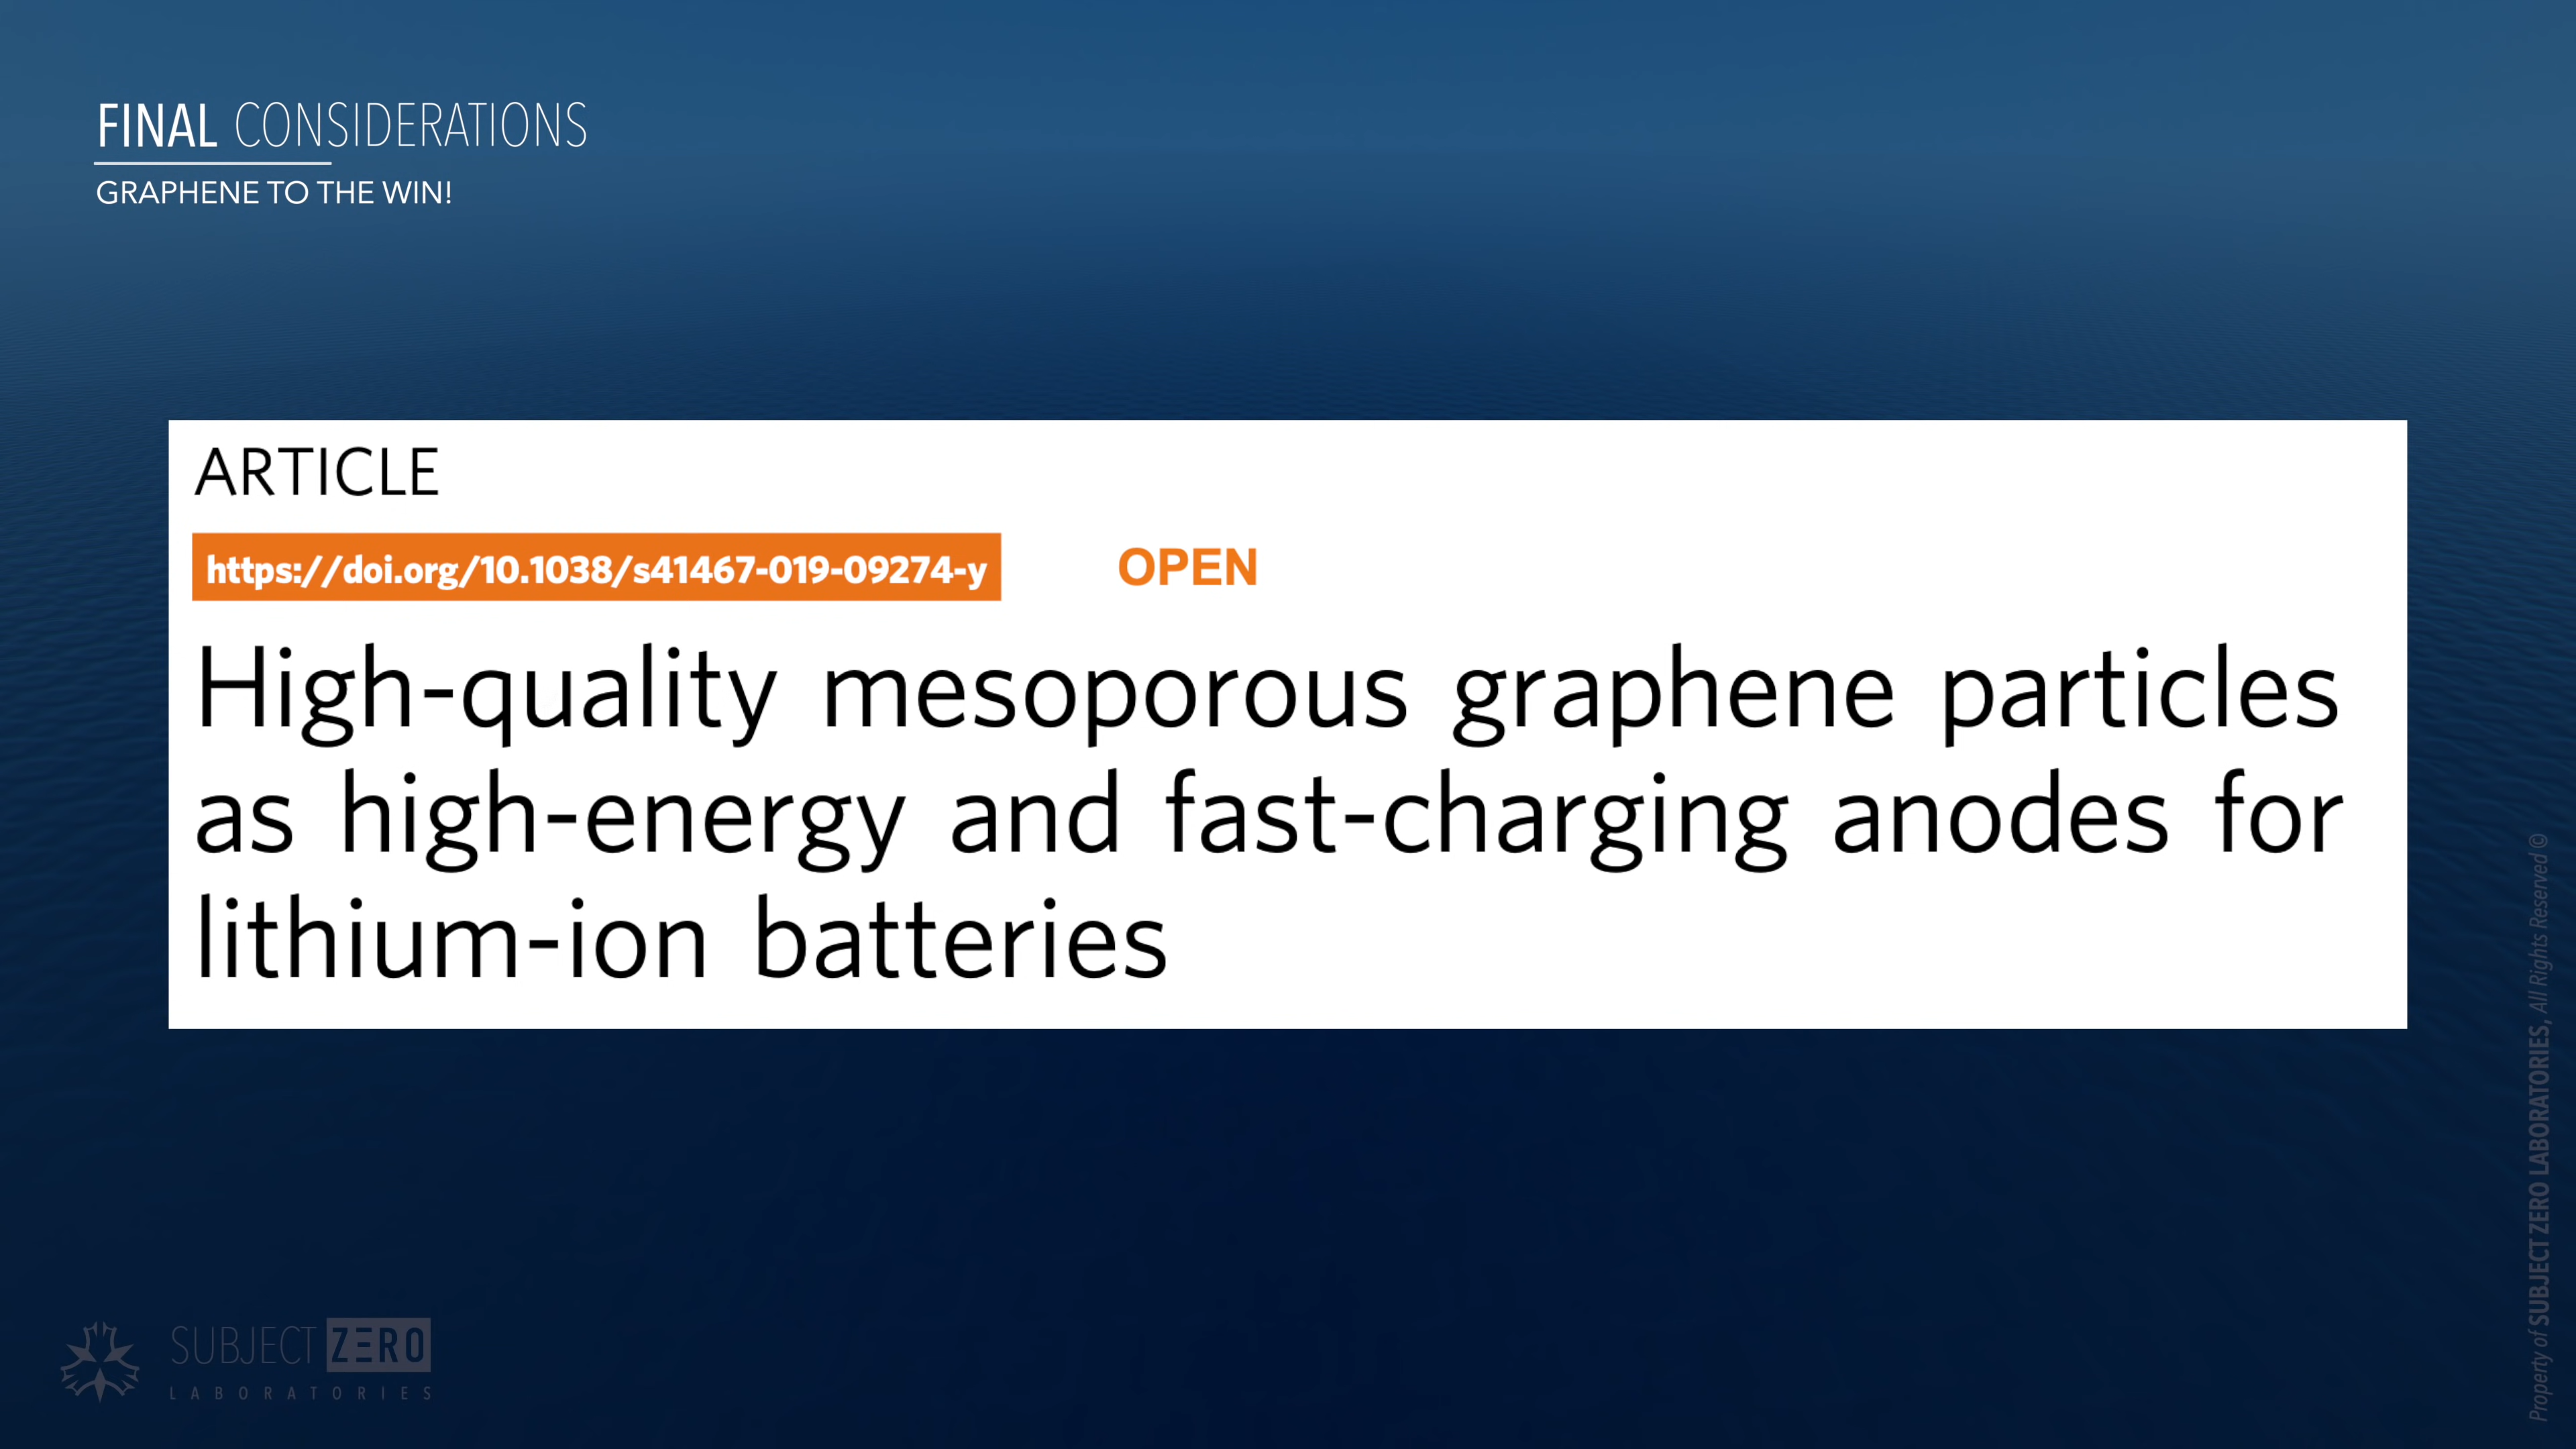 FINAL CONSIDERATIONS
GRAPHENE TO THE WIN!
ARTICLE
https://doi.org/10.1038/s41467-019-09274-y OPEN
High-quality mesoporous graphene particles
as high-energy and fast-charging anodes for
lithium-ion batteries
SUBJECT ZERO
LABORATORIES
Property of SUBJECT ZERO LABORATORIES, All Rights Reserved ©